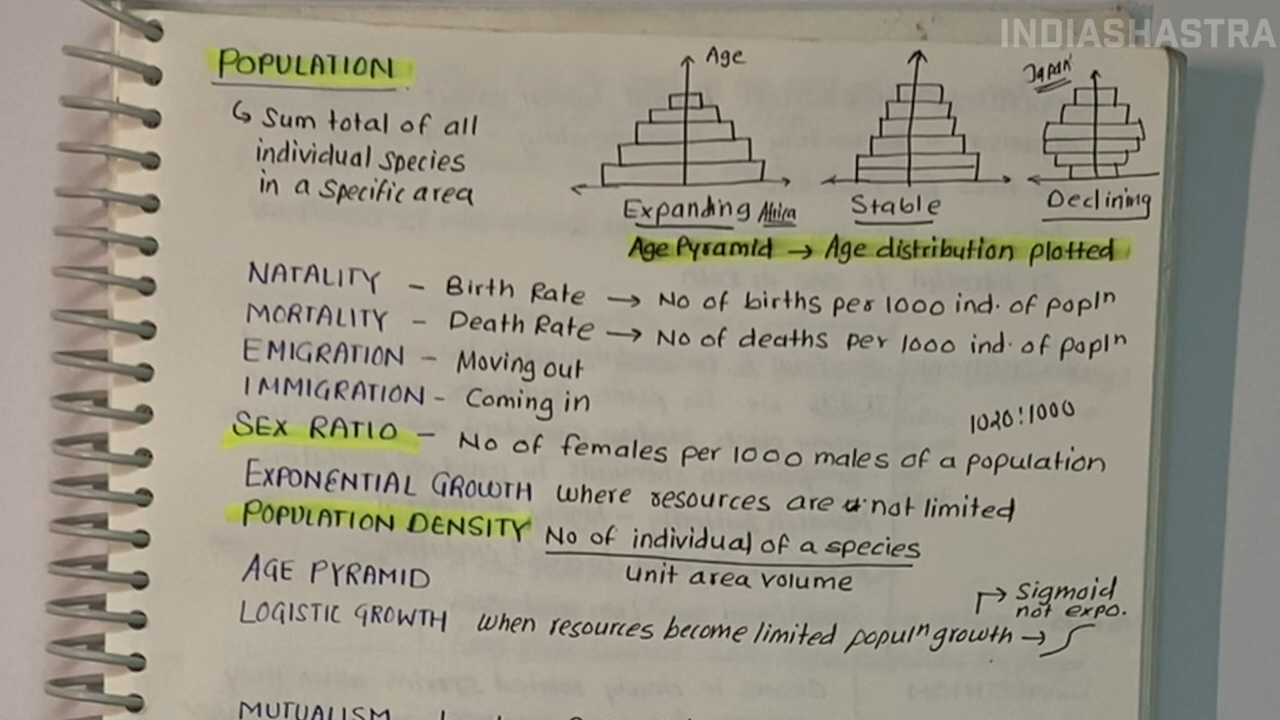 INDIASHASTRA
POPULATION
↳ Sum total of all
individual species
in a specific area
Age
Japan
Expanding Africa
Stable
Declining
Age Pyramid → Age distribution plotted
NATALITY – Birth Rate → No of births per 1000 ind. of popln
MORTALITY – Death Rate → No of deaths per 1000 ind. of popln
EMIGRATION – Moving out
IMMIGRATION – Coming in
1020:1000
SEX RATIO – No of females per 1000 males of a population
EXPONENTIAL GROWTH where resources are not limited
POPULATION DENSITY No of individual of a species
unit area volume
AGE PYRAMID
→ Sigmoid
not expo.
LOGISTIC GROWTH when resources become limited populn growth →
MUTUALISM